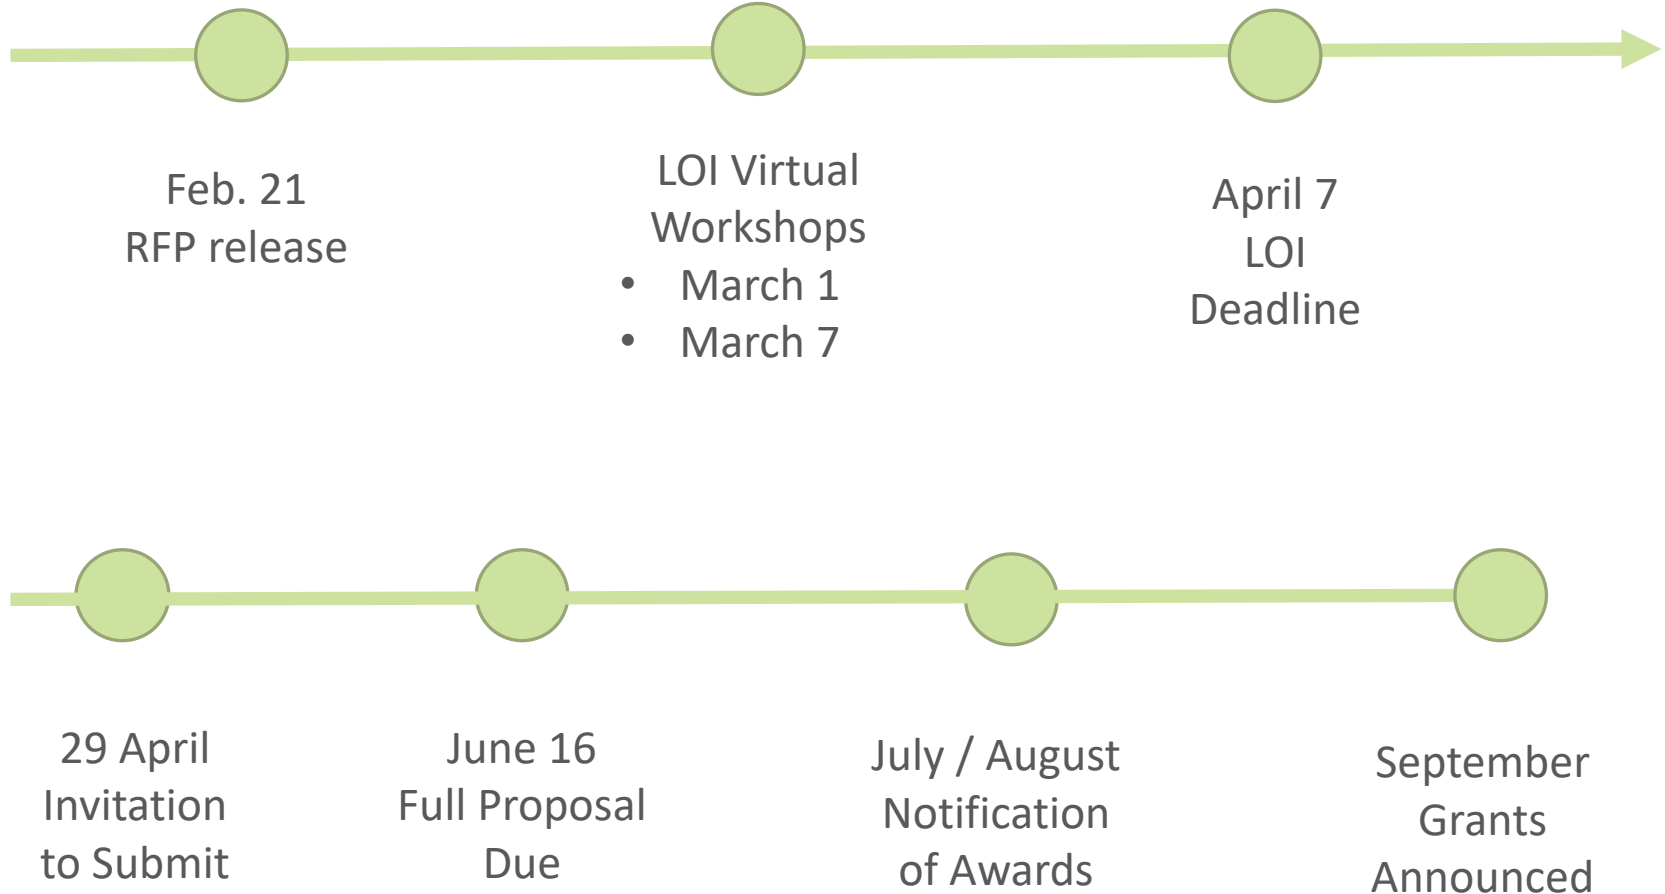 Feb. 21
RFP release
LOI Virtual
Workshops
• March 1
• March 7
April 7
LOI
Deadline
29 April
Invitation
to Submit
June 16
Full Proposal
Due
July / August
Notification
of Awards
September
Grants
Announced